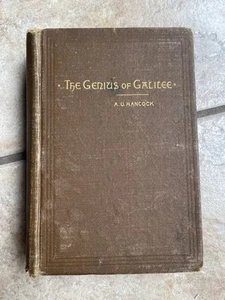 · The Genius of Galilee ·
A. O. Hancock